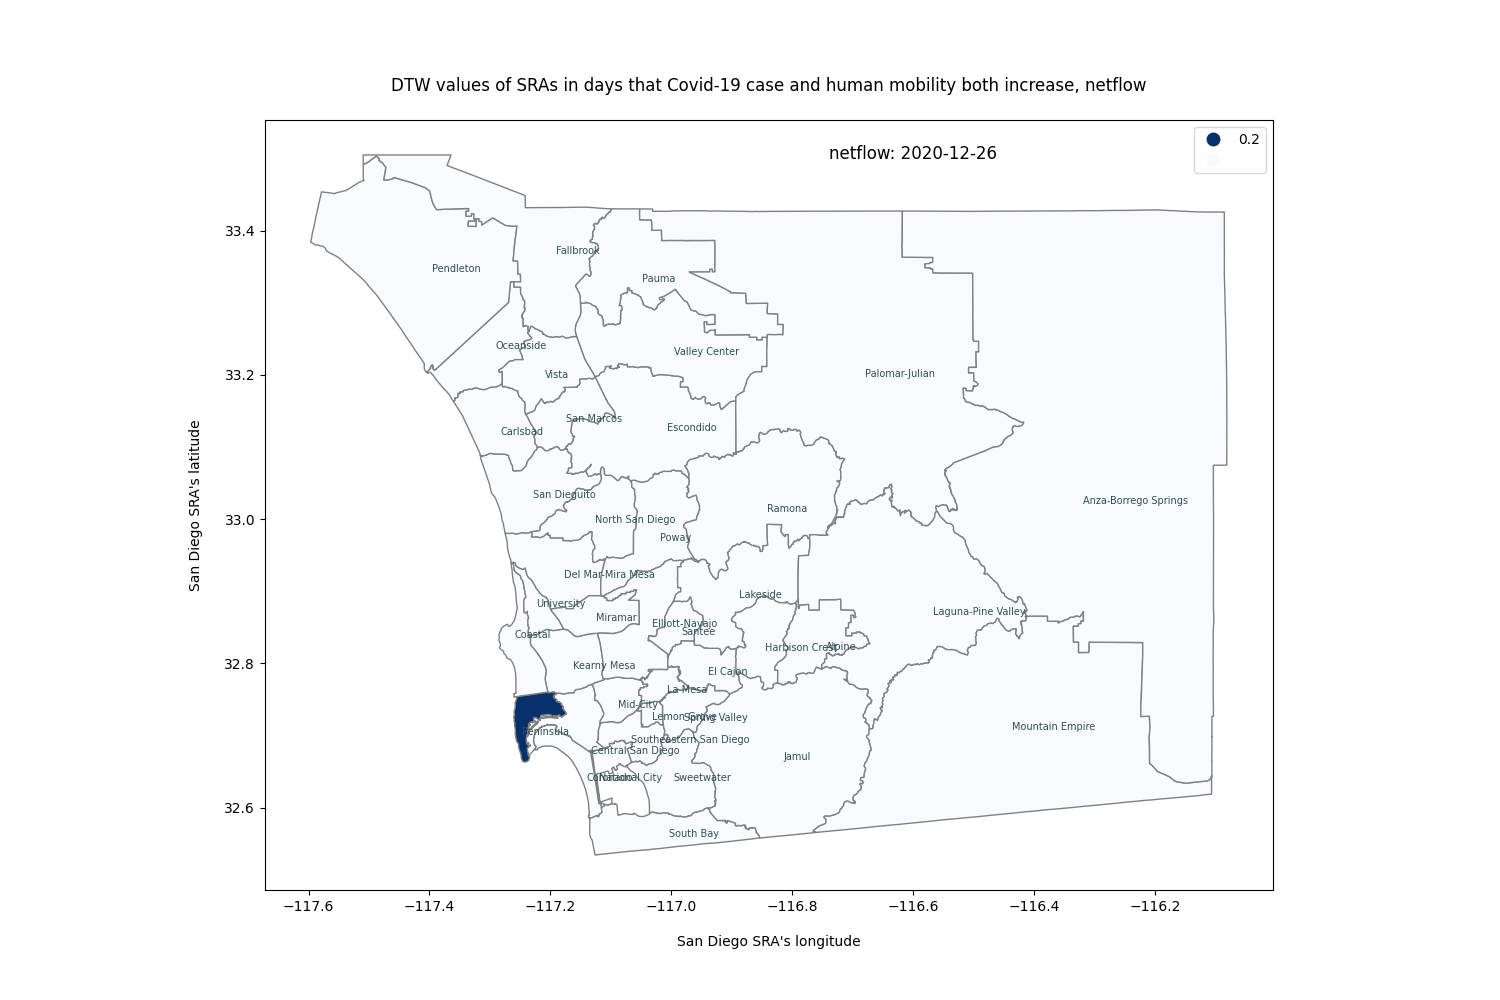 DTW values of SRAs in days that Covid-19 case and human mobility both increase, netflow
netflow: 2020-12-26
0.2
San Diego SRA's latitude
33.4
33.2
33.0
32.8
32.6
Fallbrook
Pendleton
Pauma
Oceanside
Valley Center
Vista
Palomar-Julian
San Marcos
Carlsbad
Escondido
San Dieguito
Anza-Borrego Springs
Ramona
North San Diego
Poway
Del Mar-Mira Mesa
Lakeside
University
Miramar
Laguna-Pine Valley
Elliott-Navajo
Santee
Coastal
Harbison Crest
Alpine
Kearny Mesa
El Cajon
La Mesa
Mid-City
Lemon Grove
Spring Valley
Peninsula
Mountain Empire
Southeastern San Diego
Central San Diego
Jamul
Coronado
National City
Sweetwater
South Bay
−117.6 −117.4 −117.2 −117.0 −116.8 −116.6 −116.4 −116.2
San Diego SRA's longitude